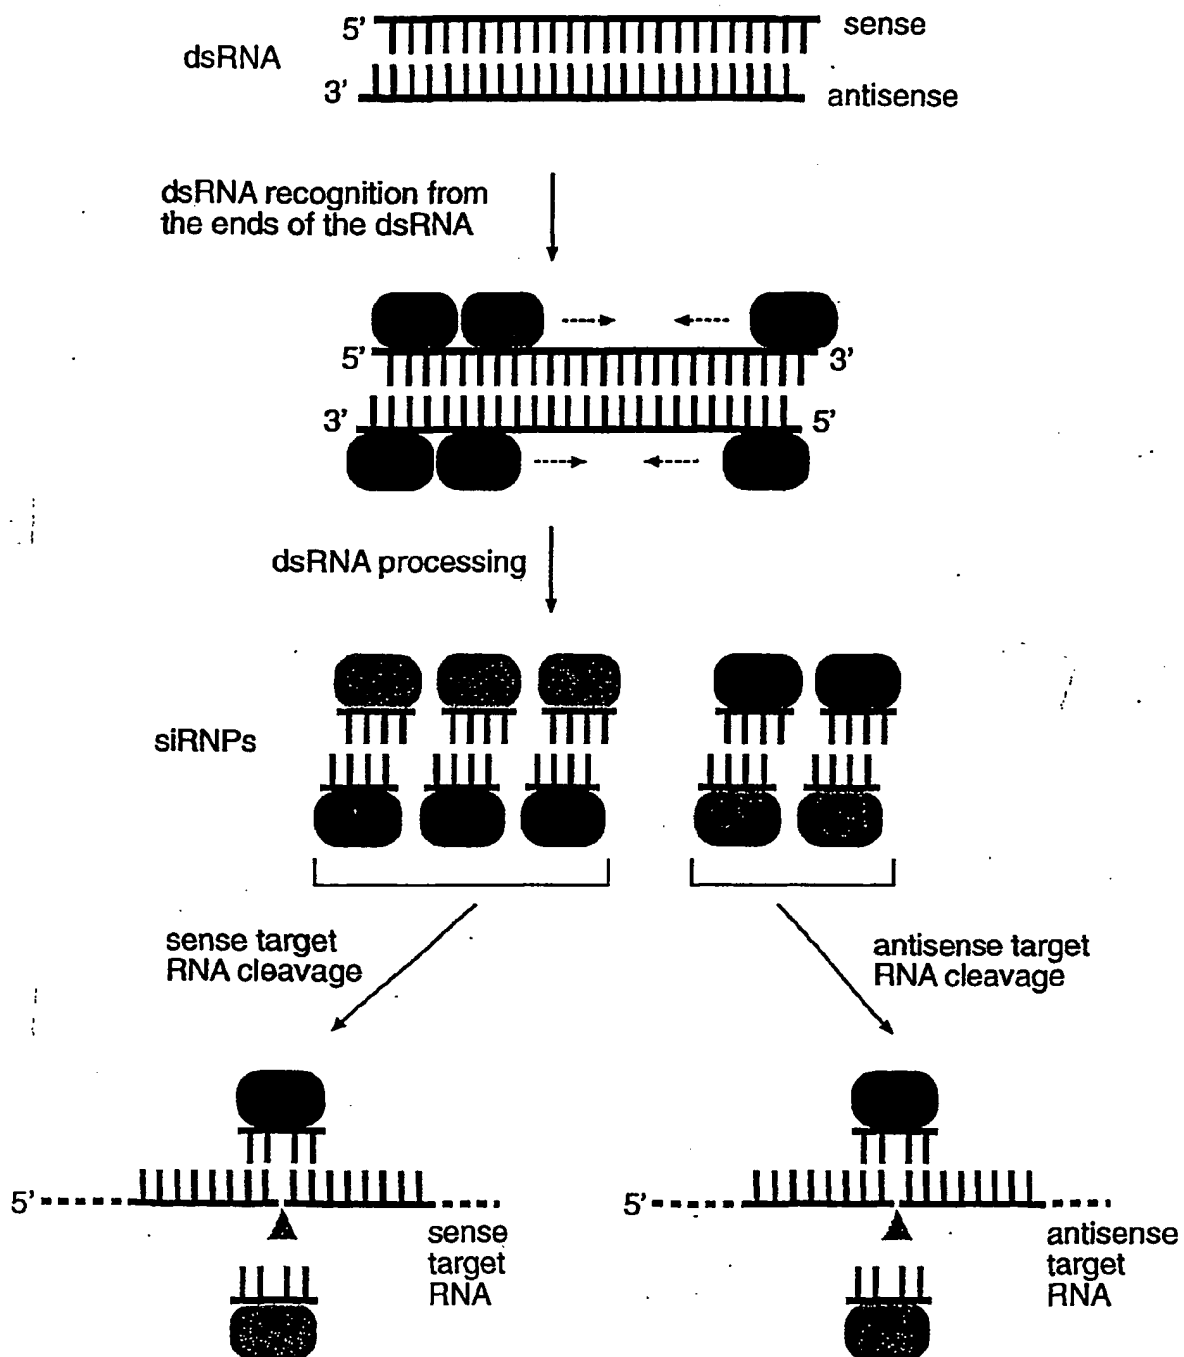 5' sense
dsRNA
3' antisense
dsRNA recognition from
the ends of the dsRNA
5' 3'
3' 5'
dsRNA processing
siRNPs
sense target
RNA cleavage
antisense target
RNA cleavage
5'
sense
target
RNA
5'
antisense
target
RNA